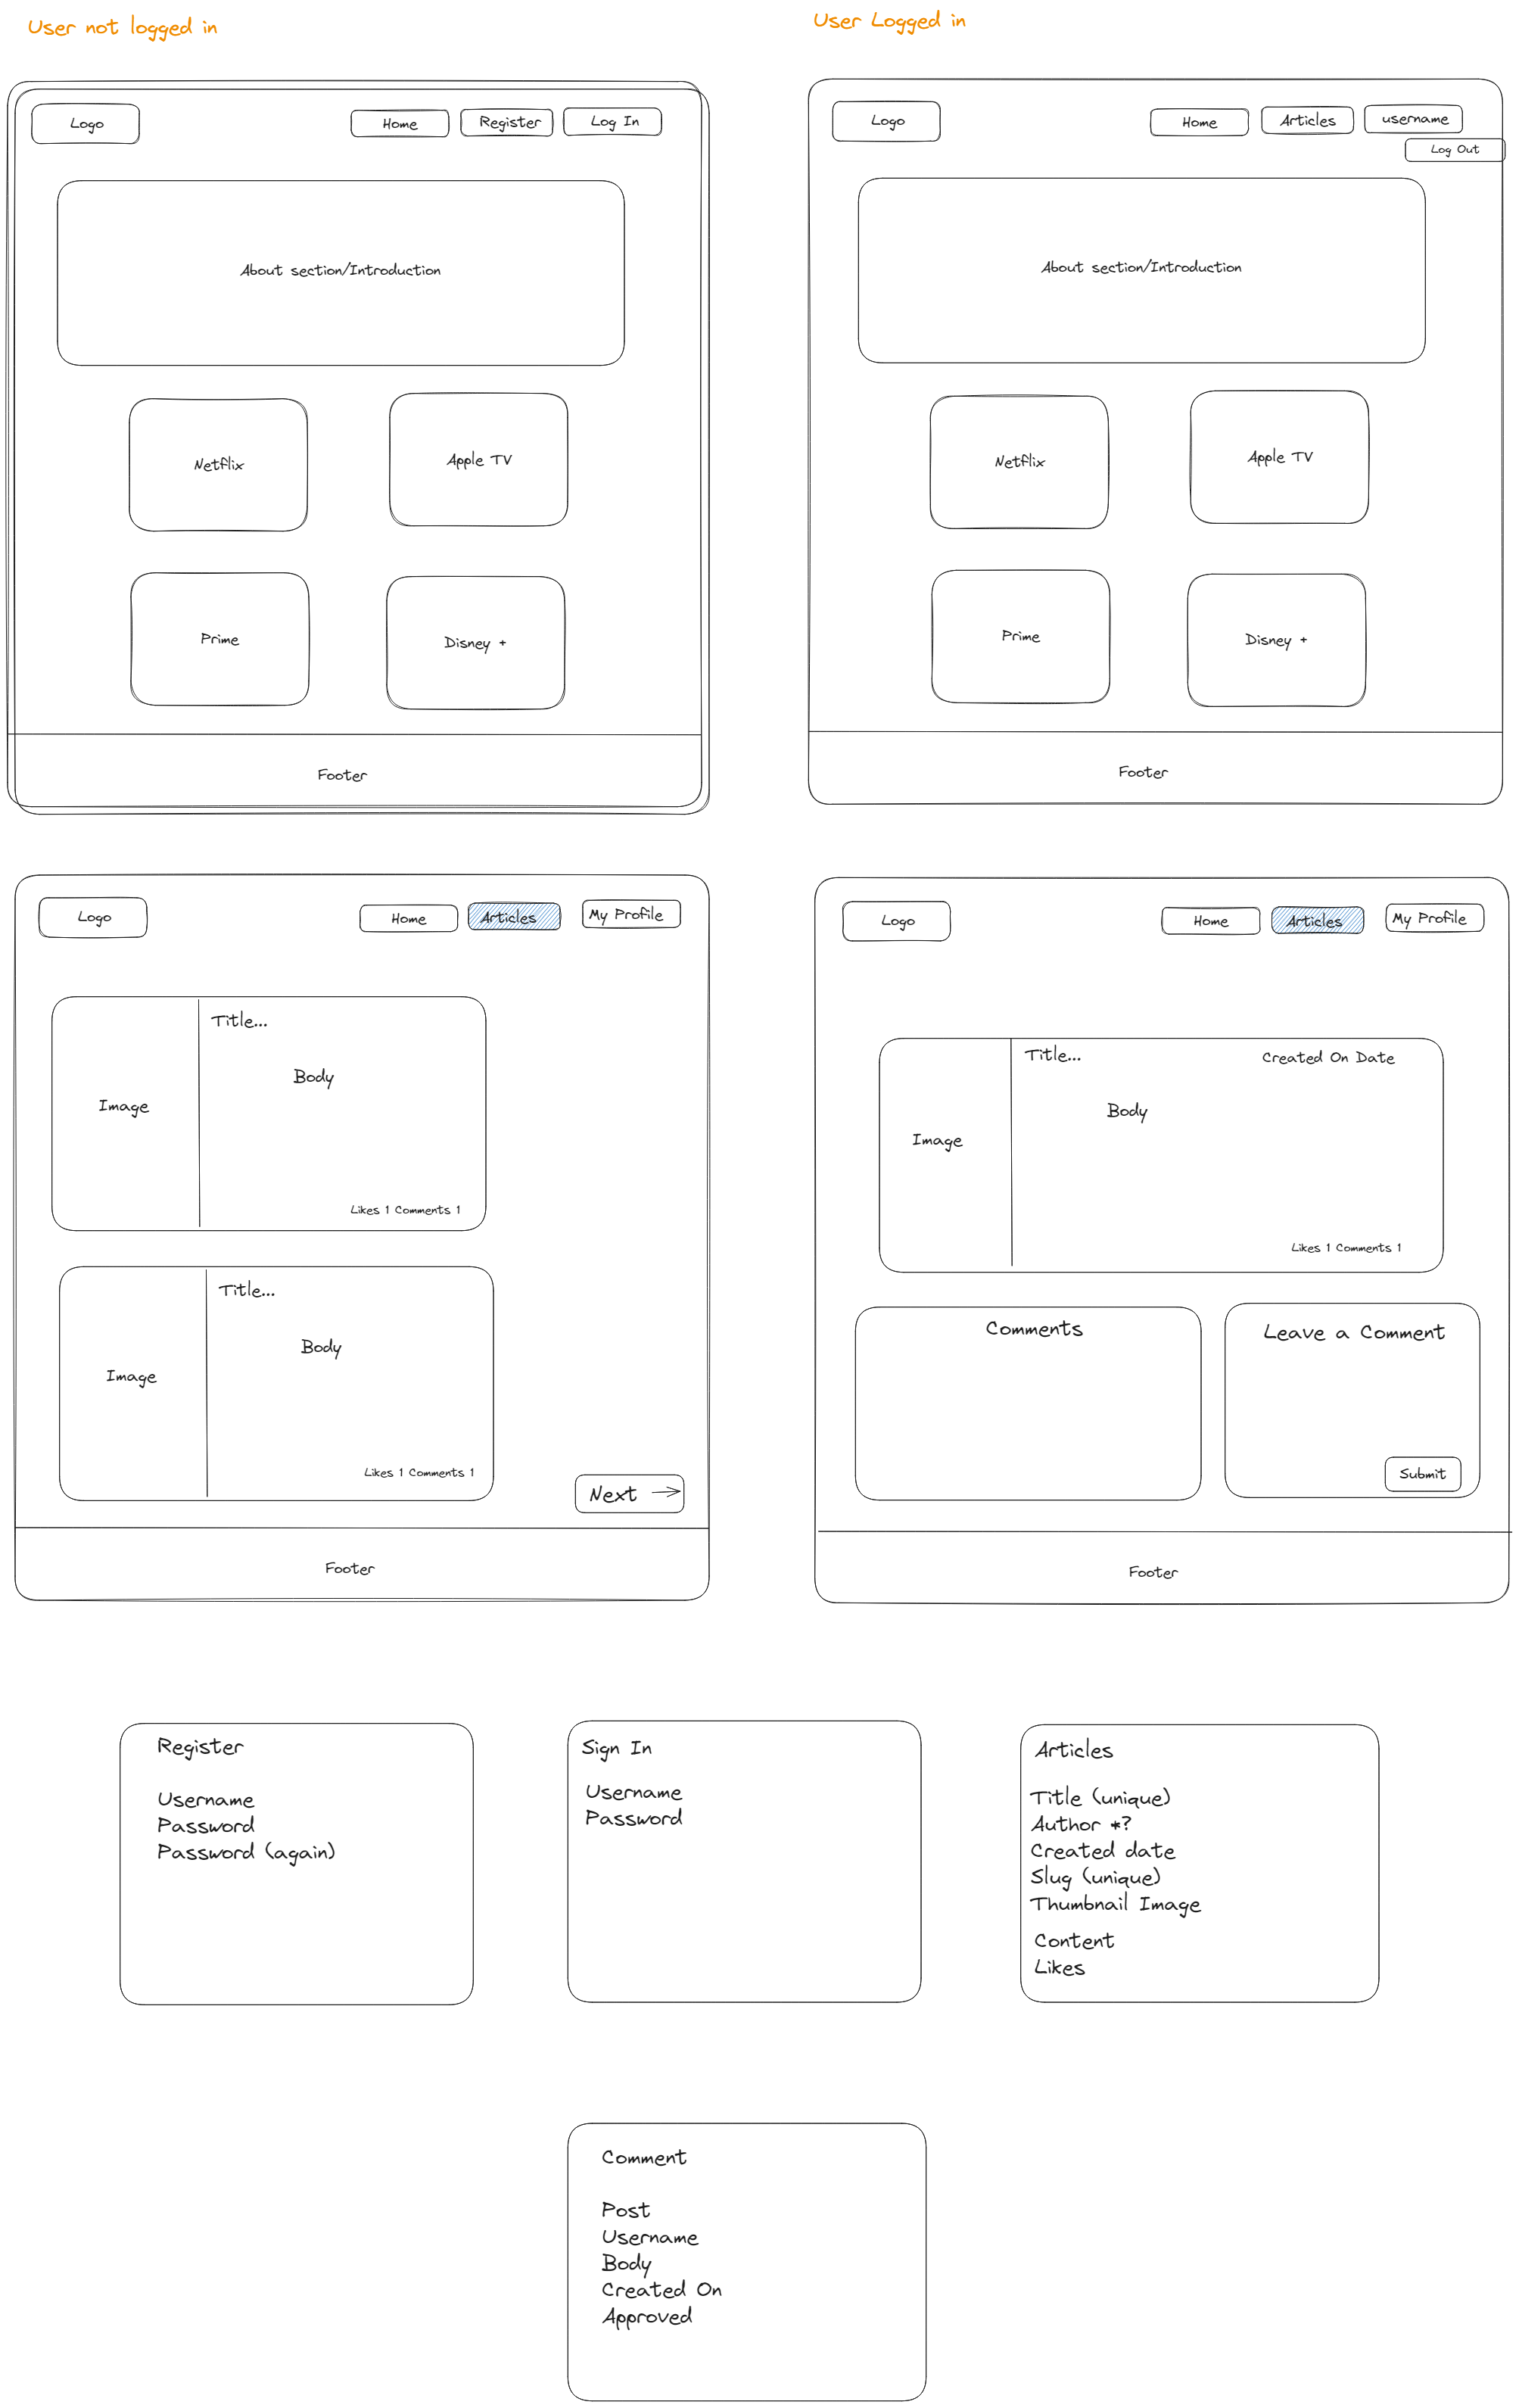 User not logged in
Logo
Home
Register
Log In
About section/Introduction
Netflix
Apple TV
Prime
Disney +
Footer
User Logged in
Logo
Home
Articles
username
Log Out
About section/Introduction
Netflix
Apple TV
Prime
Disney +
Footer
Logo
Home
Articles
My Profile
Title...
Body
Image
Likes 1 Comments 1
Title...
Body
Image
Likes 1 Comments 1
Next
Footer
Logo
Home
Articles
My Profile
Title...
Created On Date
Body
Image
Likes 1 Comments 1
Comments
Leave a Comment
Submit
Footer
Register
Username
Password
Password (again)
Sign In
Username
Password
Articles
Title (unique)
Author *?
Created date
Slug (unique)
Thumbnail Image
Content
Likes
Comment
Post
Username
Body
Created On
Approved